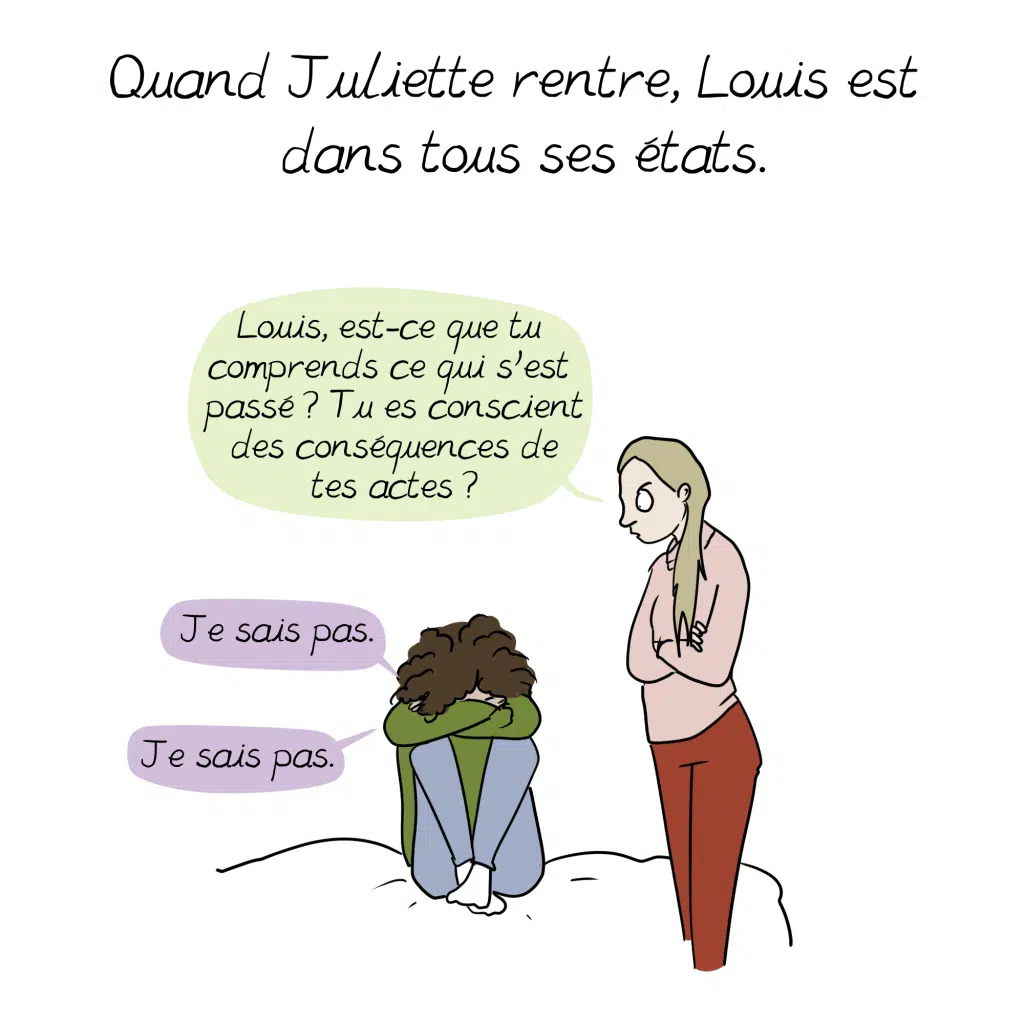 Quand Juliette rentre, Louis est
dans tous ses états.
Louis, est-ce que tu
comprends ce qui s'est
passé ? Tu es conscient
des conséquences de
tes actes ?
Je sais pas.
Je sais pas.